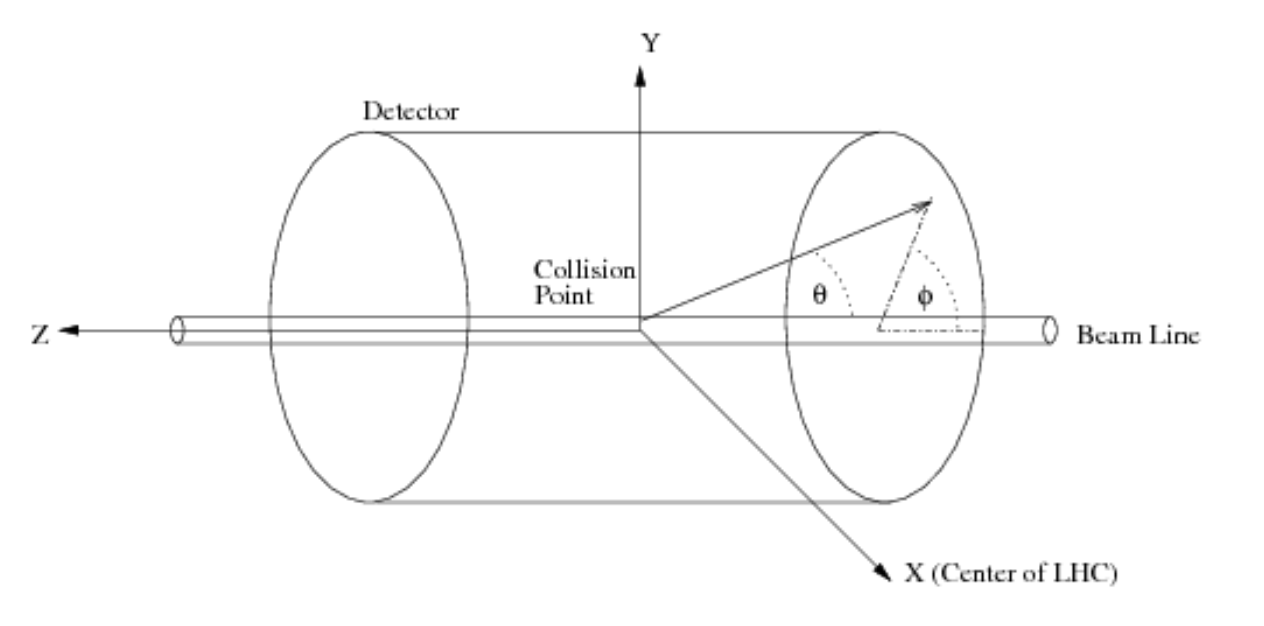 Y
Detector
Collision
Point
θ
ϕ
Z
Beam Line
X (Center of LHC)